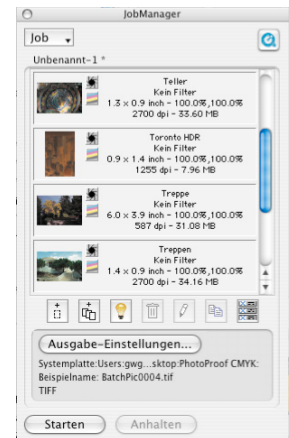 JobManager
Job
Unbenannt-1 *
Teller
Kein Filter
1.3 x 0.9 inch - 100.0%,100.0%
2700 dpi - 33.60 MB
Toronto HDR
Kein Filter
0.9 x 1.4 inch - 100.0%,100.0%
1255 dpi - 7.96 MB
Treppe
Kein Filter
6.0 x 3.9 inch - 100.0%,100.0%
587 dpi - 31.08 MB
Treppen
Kein Filter
1.4 x 0.9 inch - 100.0%,100.0%
2700 dpi - 34.16 MB
Ausgabe-Einstellungen...
Systemplatte:Users:gwg...sktop:PhotoProof CMYK:
Beispielname: BatchPic0004.tif
TIFF
Starten
Anhalten